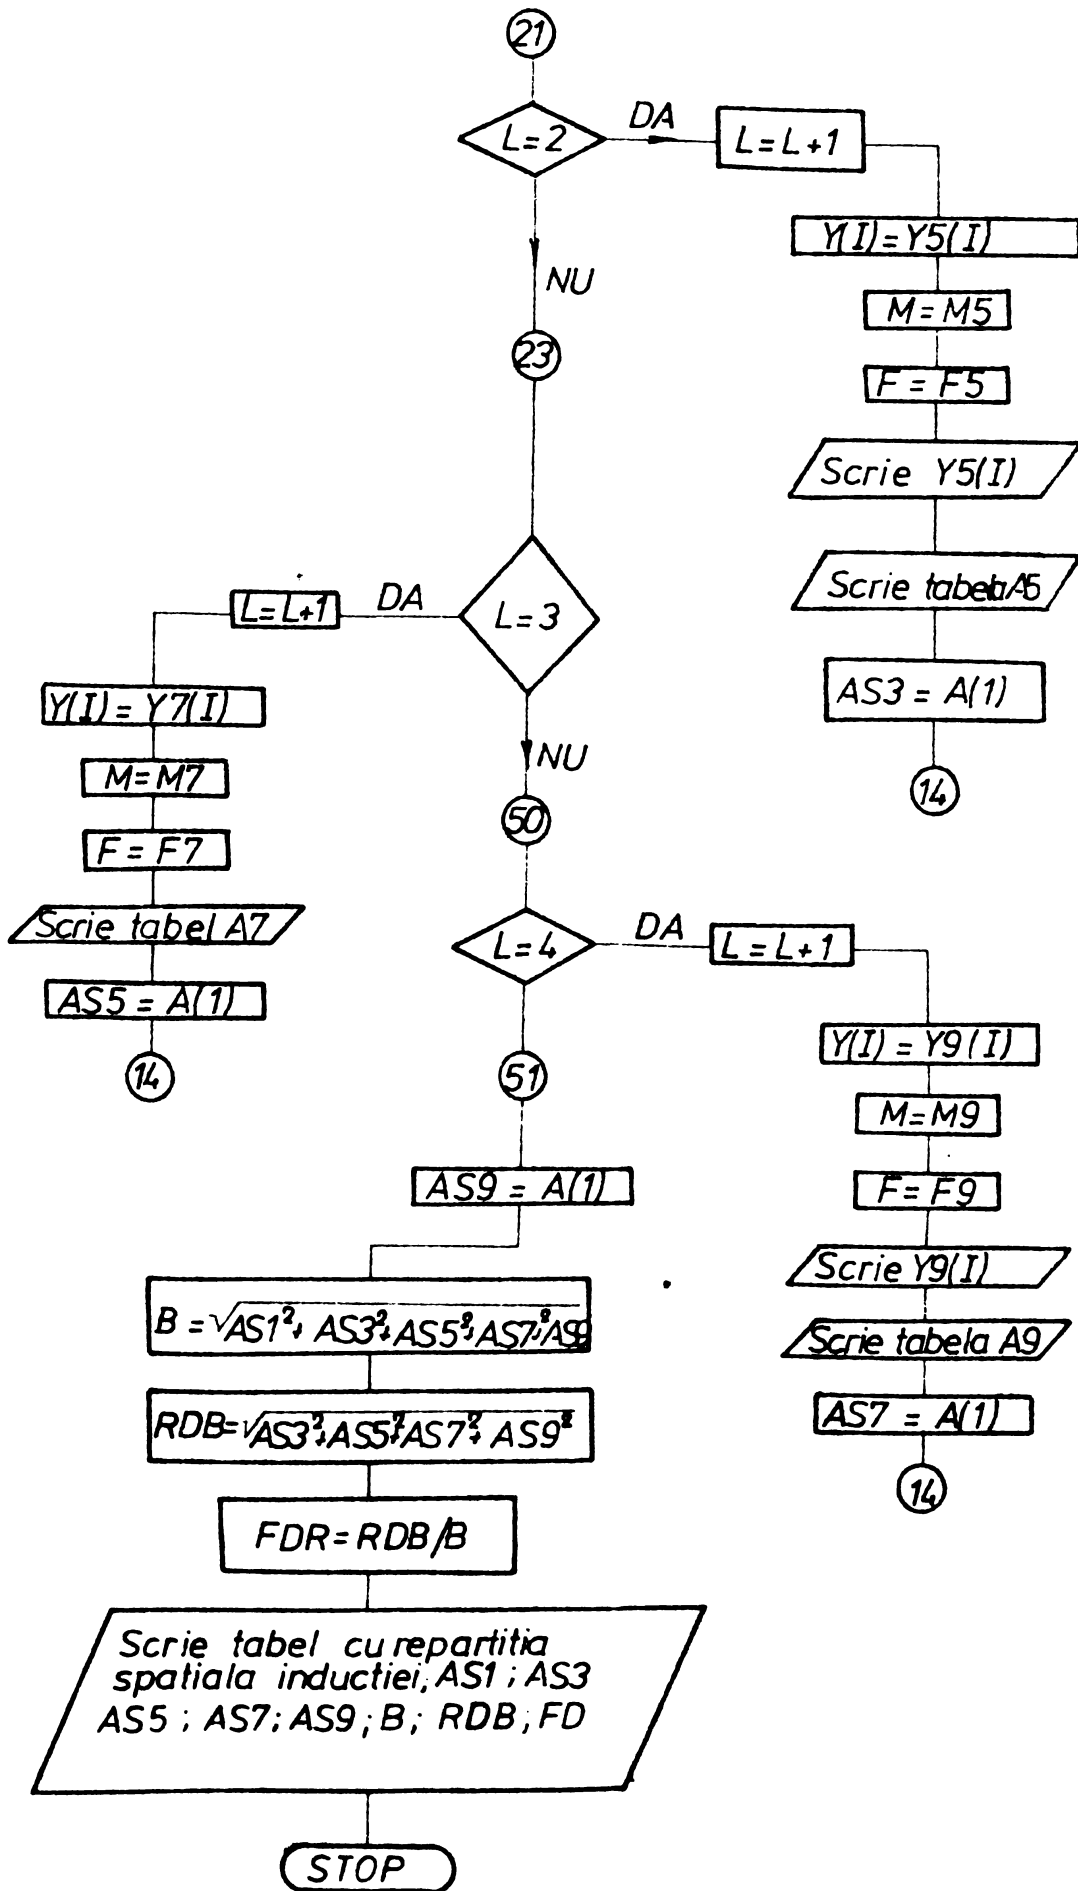 21
L=2
DA
L=L+1
Y(I)=Y5(I)
M=M5
F=F5
Scrie Y5(I)
Scrie tabela A5
AS3=A(1)
14
NU
23
L=3
DA
L=L+1
Y(I)=Y7(I)
M=M7
F=F7
Scrie tabel A7
AS5=A(1)
14
NU
50
L=4
DA
L=L+1
Y(I)=Y9(I)
M=M9
F=F9
Scrie Y9(I)
Scrie tabela A9
AS7=A(1)
14
51
AS9=A(1)
B=√AS1²+AS3²+AS5²+AS7²+AS9
RDB=√AS3²+AS5²+AS7²+AS9²
FDR=RDB/B
Scrie tabel cu repartitia
spatiala inductiei, AS1; AS3
AS5; AS7; AS9; B; RDB; FD
STOP